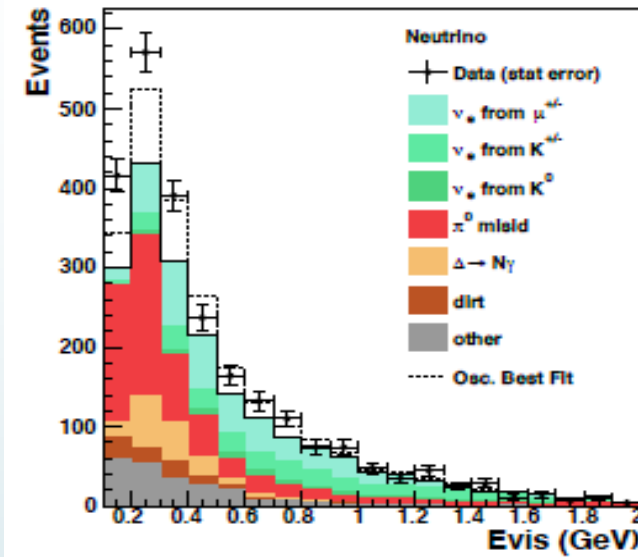 Neutrino
Data (stat error)
νe from μ+/-
νe from K+/-
νe from K0
π0 misid
Δ→ Nγ
dirt
other
Osc. Best Fit
Events
600
500
400
300
200
100
0
0.2 0.4 0.6 0.8 1 1.2 1.4 1.6 1.8 2
Evis (GeV)